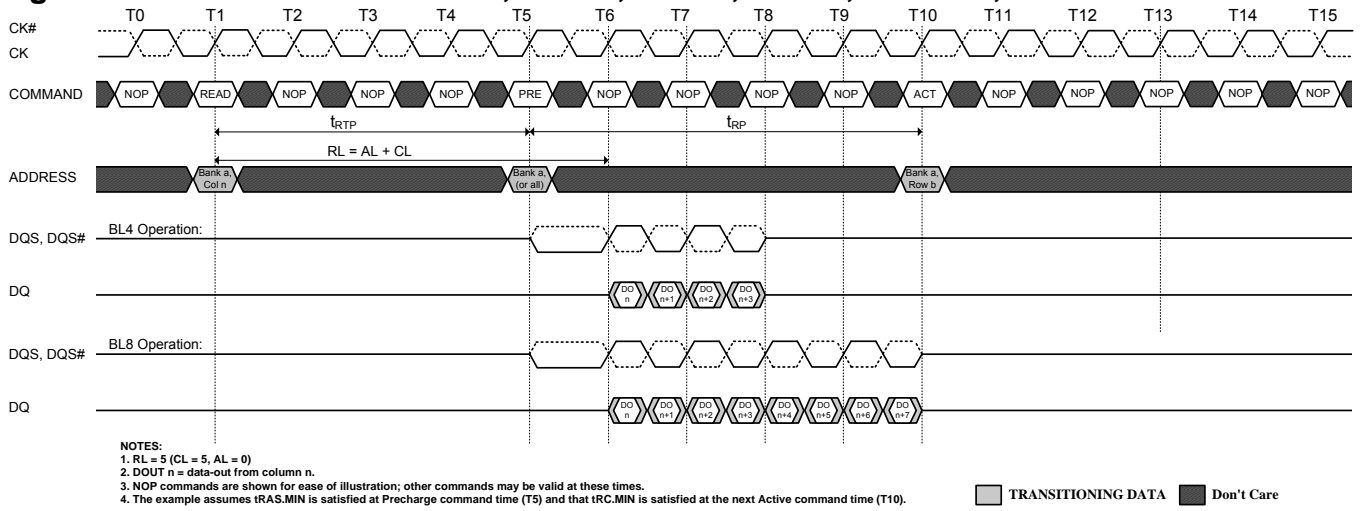 T0 T1 T2 T3 T4 T5 T6 T7 T8 T9 T10 T11 T12 T13 T14 T15
CK#
CK
COMMAND NOP READ NOP NOP NOP PRE NOP NOP NOP NOP ACT NOP NOP NOP NOP NOP
tRTP tRP
RL = AL + CL
ADDRESS
Bank a, Col n
Bank a, (or all)
Bank a, Row b
BL4 Operation:
DQS, DQS#
DQ
DO n
DO n+1
DO n+2
DO n+3
BL8 Operation:
DQS, DQS#
DQ
DO n
DO n+1
DO n+2
DO n+3
DO n+4
DO n+5
DO n+6
DO n+7
NOTES:
1. RL = 5 (CL = 5, AL = 0)
2. DOUT n = data-out from column n.
3. NOP commands are shown for ease of illustration; other commands may be valid at these times.
4. The example assumes tRAS.MIN is satisfied at Precharge command time (T5) and that tRC.MIN is satisfied at the next Active command time (T10).
TRANSITIONING DATA Don't Care